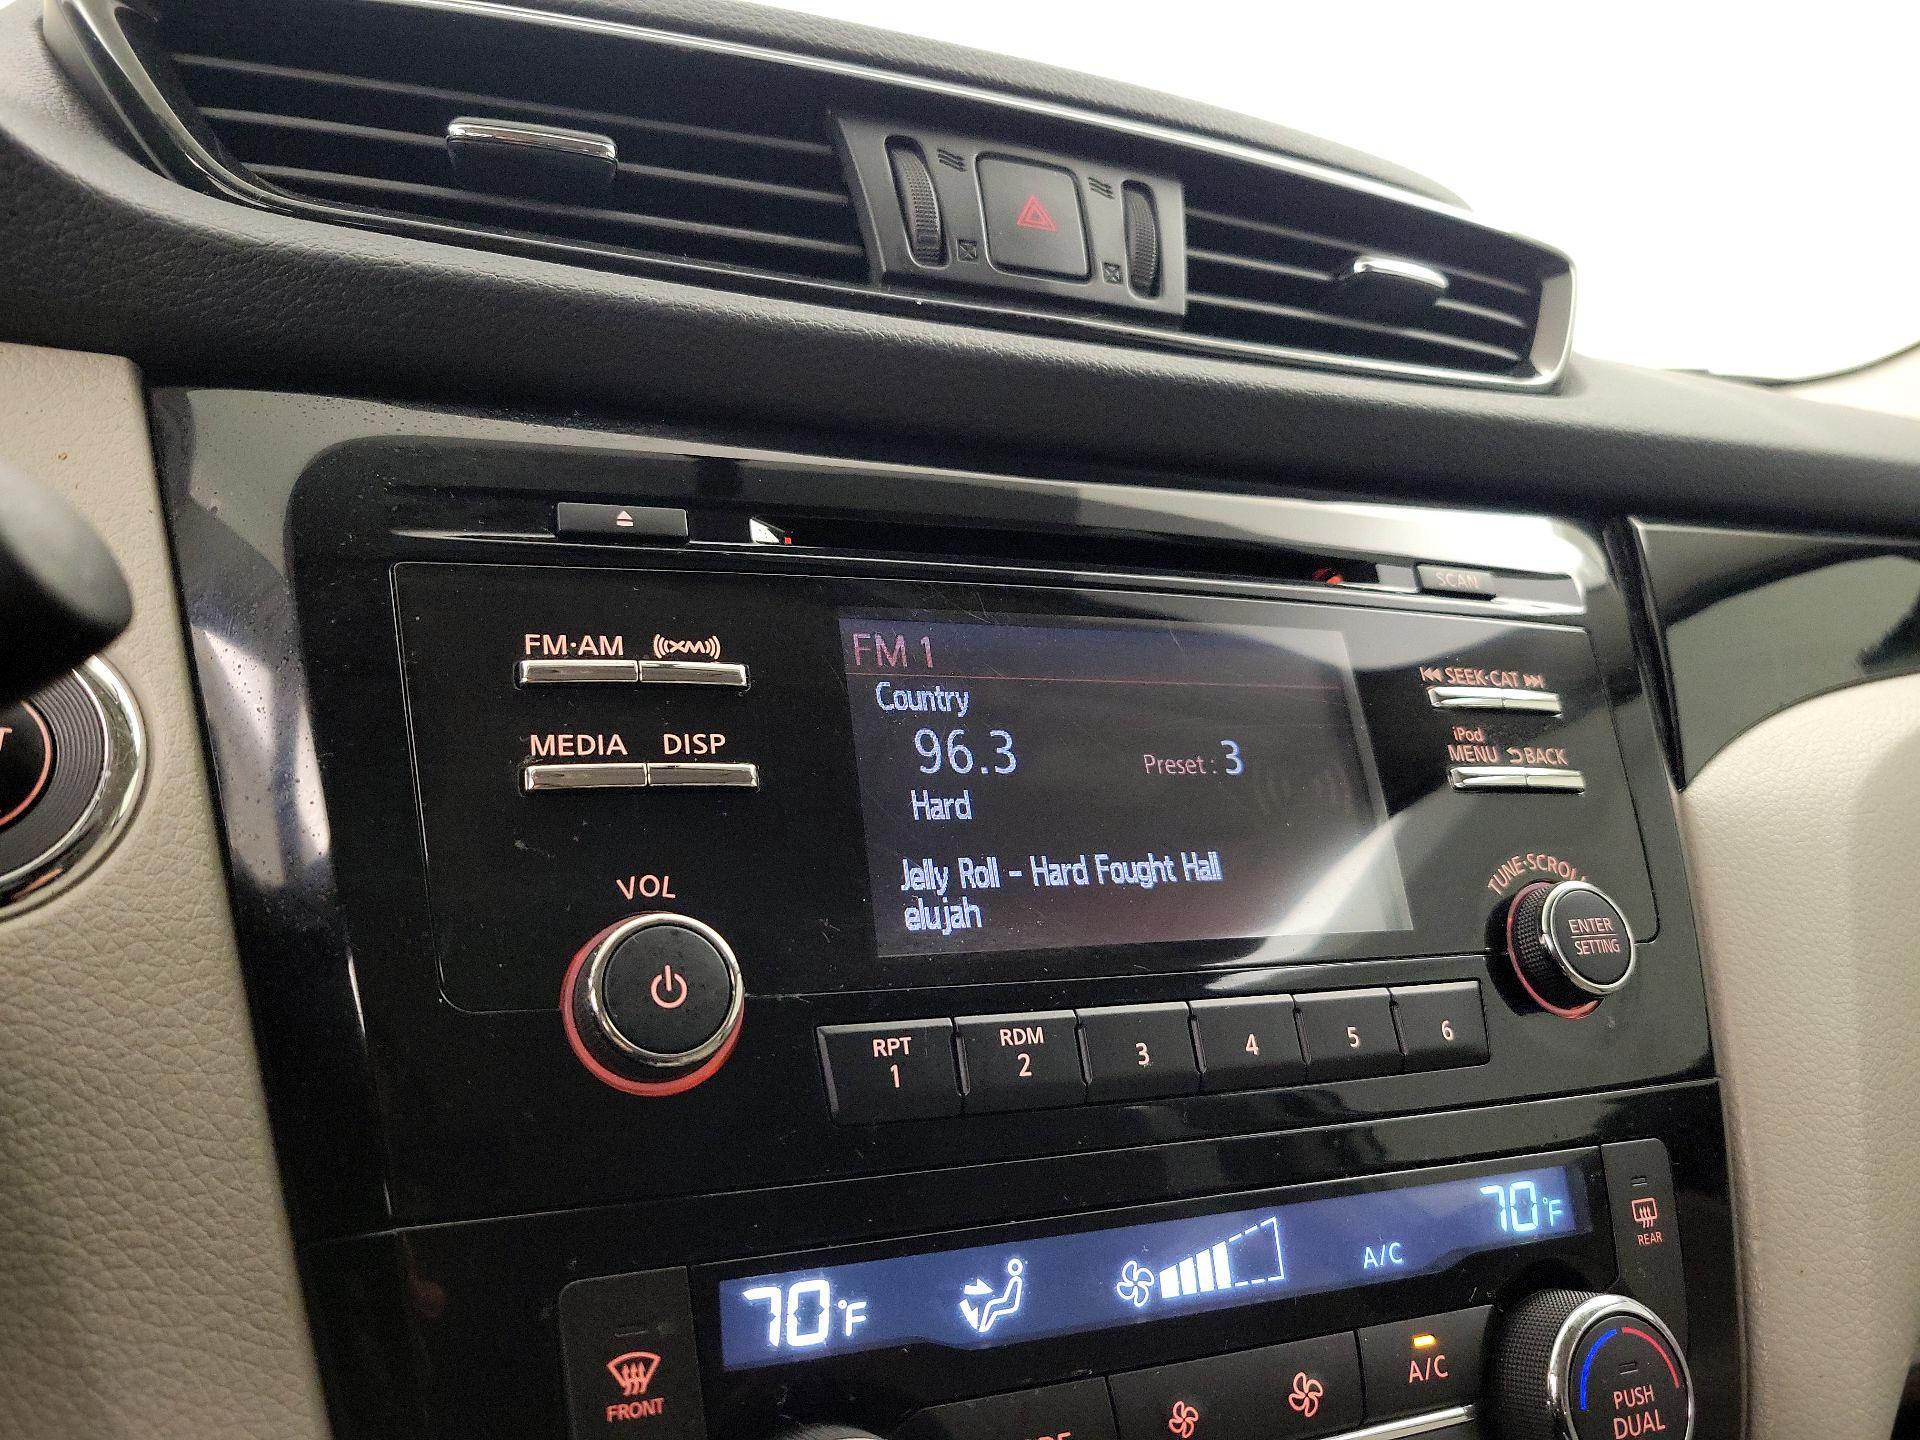 SCAN
FM·AM
XM
FM 1
Country
SEEK·CAT
96.3
Preset : 3
iPod
MENU
BACK
MEDIA
DISP
Hard
Jelly Roll - Hard Fought Hall
elujah
VOL
TUNE·SCROLL
ENTER
SETTING
RPT
1
RDM
2
3
4
5
6
70°F
A/C
70°F
REAR
FRONT
A/C
PUSH
DUAL